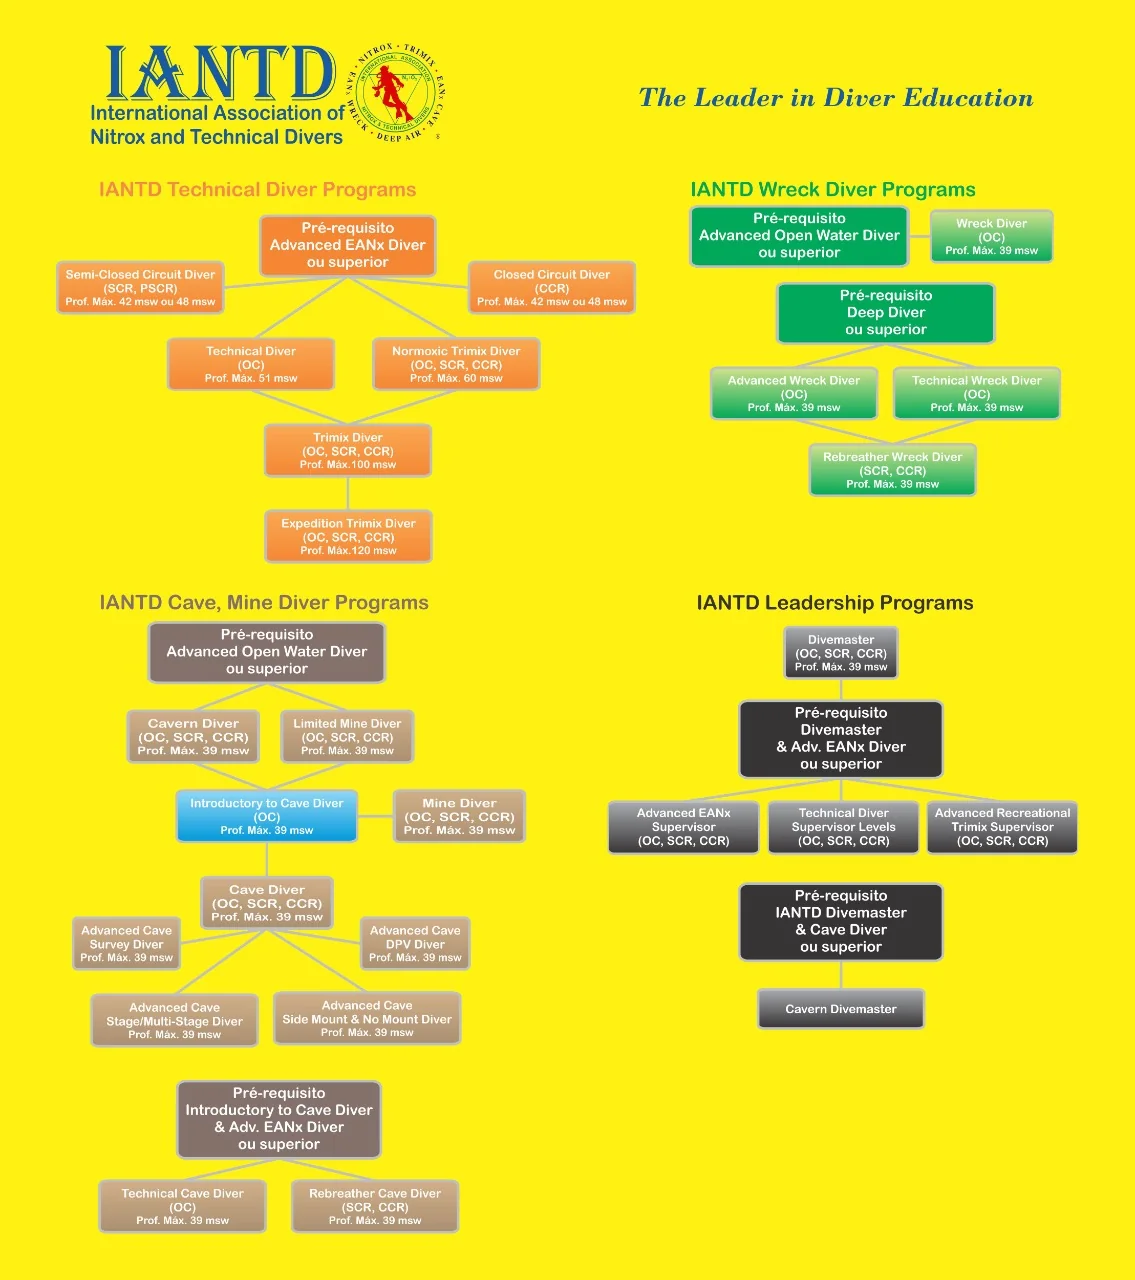 IANTD
International Association of
Nitrox and Technical Divers
· NITROX · TRIMIX · EANx CAVE · DEEP AIR · EANx WRECK
INTERNATIONAL ASSOCIATION
NITROX & TECHNICAL DIVERS
N₂·O₂
®
The Leader in Diver Education
IANTD Technical Diver Programs
Pré-requisito
Advanced EANx Diver
ou superior
Semi-Closed Circuit Diver
(SCR, PSCR)
Prof. Máx. 42 msw ou 48 msw
Closed Circuit Diver
(CCR)
Prof. Máx. 42 msw ou 48 msw
Technical Diver
(OC)
Prof. Máx. 51 msw
Normoxic Trimix Diver
(OC, SCR, CCR)
Prof. Máx. 60 msw
Trimix Diver
(OC, SCR, CCR)
Prof. Máx.100 msw
Expedition Trimix Diver
(OC, SCR, CCR)
Prof. Máx.120 msw
IANTD Wreck Diver Programs
Pré-requisito
Advanced Open Water Diver
ou superior
Wreck Diver
(OC)
Prof. Máx. 39 msw
Pré-requisito
Deep Diver
ou superior
Advanced Wreck Diver
(OC)
Prof. Máx. 39 msw
Technical Wreck Diver
(OC)
Prof. Máx. 39 msw
Rebreather Wreck Diver
(SCR, CCR)
Prof. Máx. 39 msw
IANTD Cave, Mine Diver Programs
Pré-requisito
Advanced Open Water Diver
ou superior
Cavern Diver
(OC, SCR, CCR)
Prof. Máx. 39 msw
Limited Mine Diver
(OC, SCR, CCR)
Prof. Máx. 39 msw
Introductory to Cave Diver
(OC)
Prof. Máx. 39 msw
Mine Diver
(OC, SCR, CCR)
Prof. Máx. 39 msw
Cave Diver
(OC, SCR, CCR)
Prof. Máx. 39 msw
Advanced Cave
Survey Diver
Prof. Máx. 39 msw
Advanced Cave
DPV Diver
Prof. Máx. 39 msw
Advanced Cave
Stage/Multi-Stage Diver
Prof. Máx. 39 msw
Advanced Cave
Side Mount & No Mount Diver
Prof. Máx. 39 msw
Pré-requisito
Introductory to Cave Diver
& Adv. EANx Diver
ou superior
Technical Cave Diver
(OC)
Prof. Máx. 39 msw
Rebreather Cave Diver
(SCR, CCR)
Prof. Máx. 39 msw
IANTD Leadership Programs
Divemaster
(OC, SCR, CCR)
Prof. Máx. 39 msw
Pré-requisito
Divemaster
& Adv. EANx Diver
ou superior
Advanced EANx
Supervisor
(OC, SCR, CCR)
Technical Diver
Supervisor Levels
(OC, SCR, CCR)
Advanced Recreational
Trimix Supervisor
(OC, SCR, CCR)
Pré-requisito
IANTD Divemaster
& Cave Diver
ou superior
Cavern Divemaster